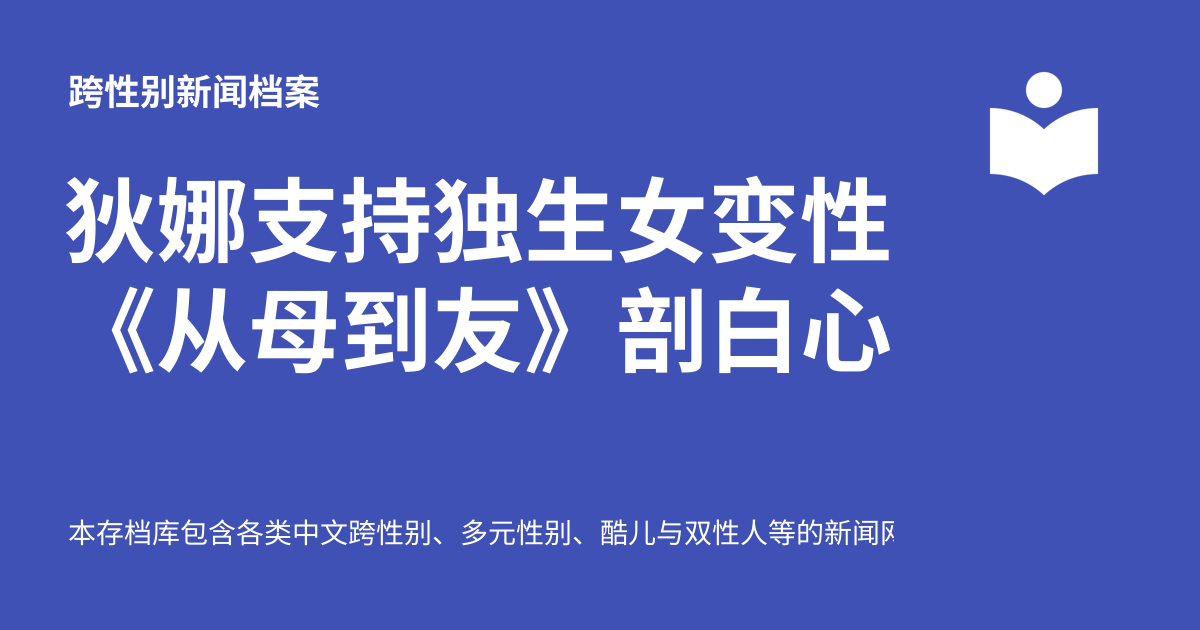 跨性别新闻档案
狄娜支持独生女变性
《从母到友》剖白心
本存档库包含各类中文跨性别、多元性别、酷儿与双性人等的新闻